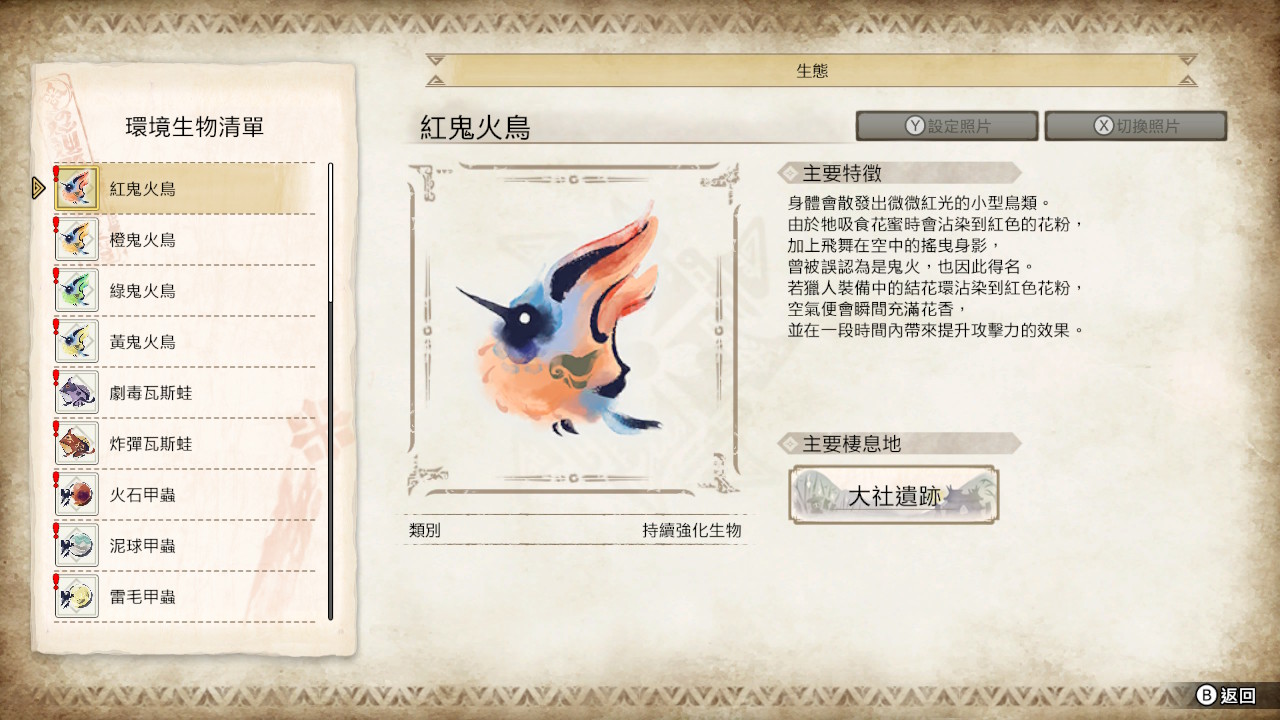 生態
環境生物清單
紅鬼火鳥
橙鬼火鳥
綠鬼火鳥
黃鬼火鳥
劇毒瓦斯蛙
炸彈瓦斯蛙
火石甲蟲
泥球甲蟲
雷毛甲蟲
紅鬼火鳥
Y設定照片
X切換照片
類別 持續強化生物
主要特徵
身體會散發出微微紅光的小型鳥類。
由於牠吸食花蜜時會沾染到紅色的花粉，
加上飛舞在空中的搖曳身影，
曾被誤認為是鬼火，也因此得名。
若獵人裝備中的結花環沾染到紅色花粉，
空氣便會瞬間充滿花香，
並在一段時間內帶來提升攻擊力的效果。
主要棲息地
大社遺跡
B返回